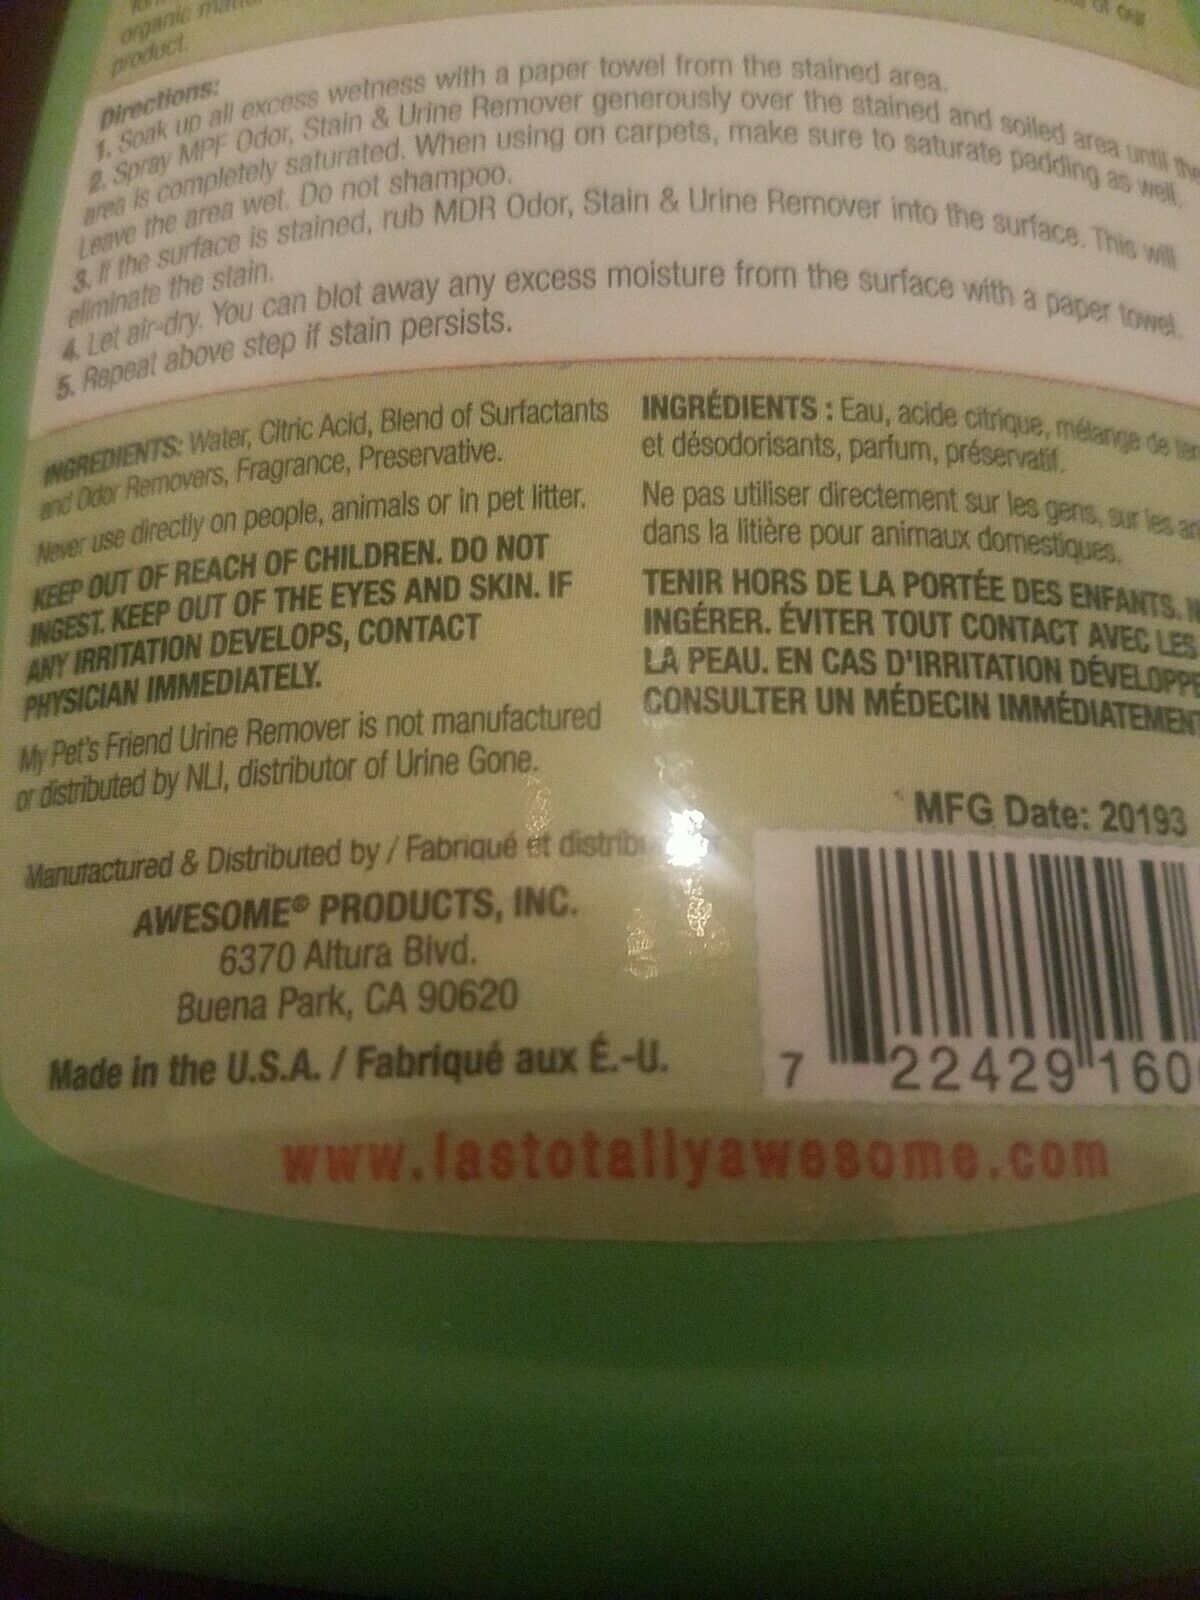 organic
product.
Directions:
1. Soak up all excess wetness with a paper towel from the stained area.
2. Spray MPF Odor, Stain & Urine Remover generously over the stained and soiled area until the
area is completely saturated. When using on carpets, make sure to saturate padding as well.
Leave the area wet. Do not shampoo.
3. If the surface is stained, rub MDR Odor, Stain & Urine Remover into the surface. This will
eliminate the stain.
4. Let air-dry. You can blot away any excess moisture from the surface with a paper towel.
5. Repeat above step if stain persists.
INGREDIENTS: Water, Citric Acid, Blend of Surfactants
and Odor Removers, Fragrance, Preservative.
Never use directly on people, animals or in pet litter.
KEEP OUT OF REACH OF CHILDREN. DO NOT
INGEST. KEEP OUT OF THE EYES AND SKIN. IF
ANY IRRITATION DEVELOPS, CONTACT
PHYSICIAN IMMEDIATELY.
My Pet's Friend Urine Remover is not manufactured
or distributed by NLI, distributor of Urine Gone.
INGRÉDIENTS : Eau, acide citrique, mélange de
et désodorisants, parfum, préservatif.
Ne pas utiliser directement sur les gens, sur les
dans la litière pour animaux domestiques.
TENIR HORS DE LA PORTÉE DES ENFANTS.
INGÉRER. ÉVITER TOUT CONTACT AVEC LES
LA PEAU. EN CAS D'IRRITATION
CONSULTER UN MÉDECIN
Manufactured & Distributed by / Fabriqué et
AWESOME® PRODUCTS, INC.
6370 Altura Blvd.
Buena Park, CA 90620
Made in the U.S.A. / Fabriqué aux É.-U.
MFG Date: 20193
7 22429 160
www.lastotallyawesome.com